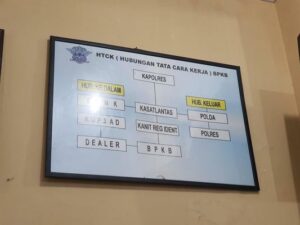 HTCK ( HUBUNGAN TATA CARA KERJA ) BPKB
KAPOLRES
HUB. KE DALAM
HUB. KELUAR
KASATLANTAS
POLDA
KANIT REG IDENT
POLRES
DEALER
B P K B